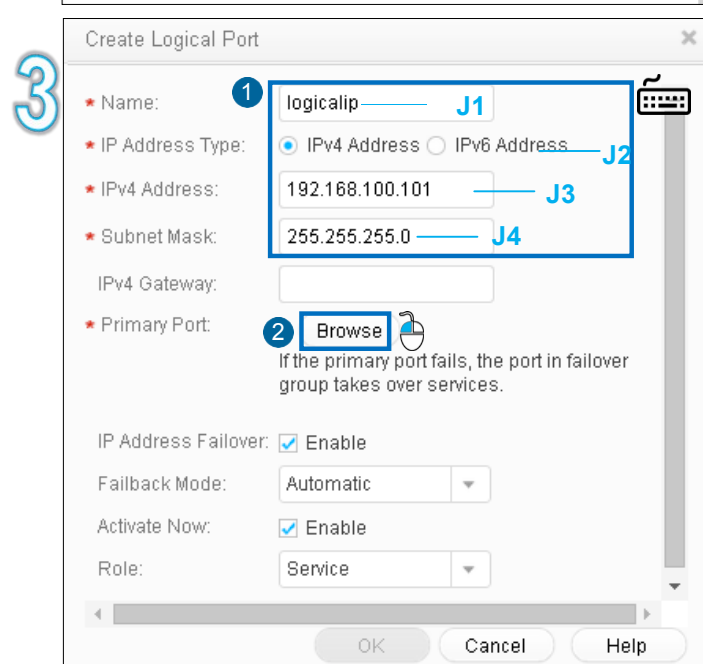 Create Logical Port
3
1
* Name: logicalip J1
* IP Address Type: IPv4 Address IPv6 Address J2
* IPv4 Address: 192.168.100.101 J3
* Subnet Mask: 255.255.255.0 J4
IPv4 Gateway:
* Primary Port: 2 Browse
If the primary port fails, the port in failover
group takes over services.
IP Address Failover: Enable
Failback Mode: Automatic
Activate Now: Enable
Role: Service
OK Cancel Help